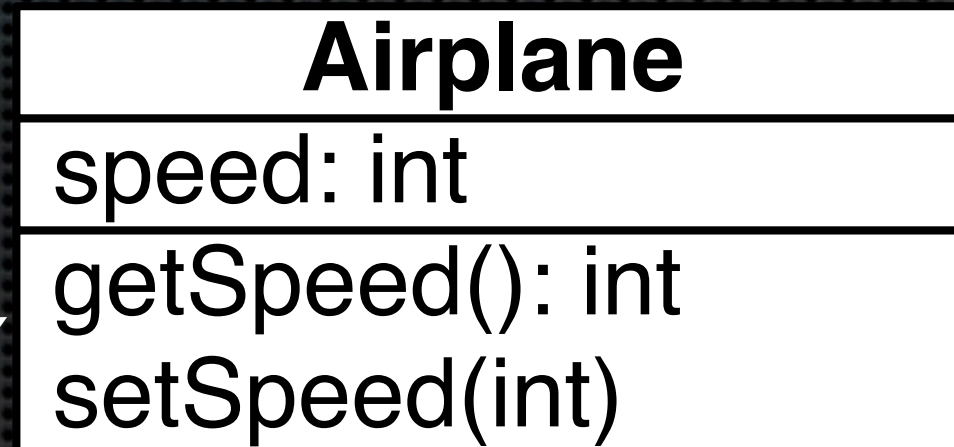 Airplane
speed: int
getSpeed(): int
setSpeed(int)